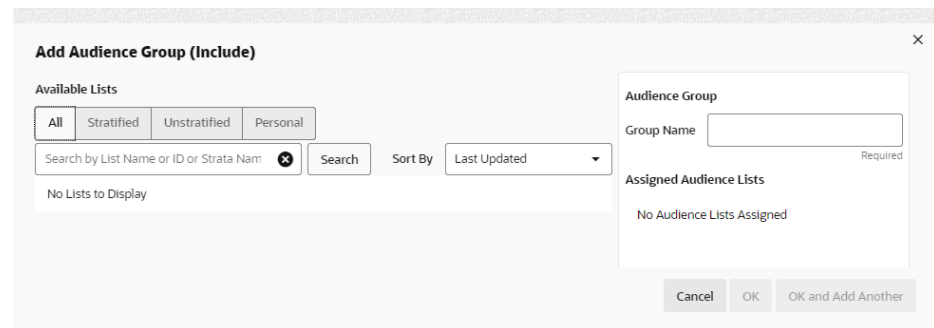 Add Audience Group (Include)
Available Lists
All Stratified Unstratified Personal
Search by List Name or ID or Strata Nam Search Sort By Last Updated
No Lists to Display
Audience Group
Group Name
Required
Assigned Audience Lists
No Audience Lists Assigned
Cancel OK OK and Add Another